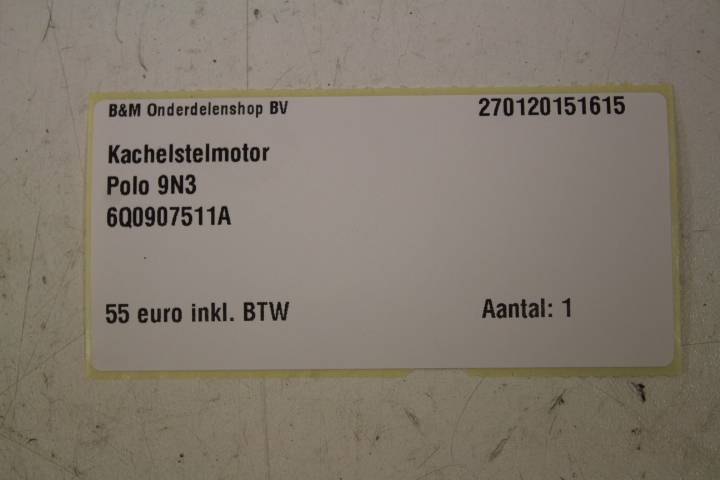 B&M Onderdelenshop BV 270120151615
Kachelstelmotor
Polo 9N3
6Q0907511A
55 euro inkl. BTW Aantal: 1